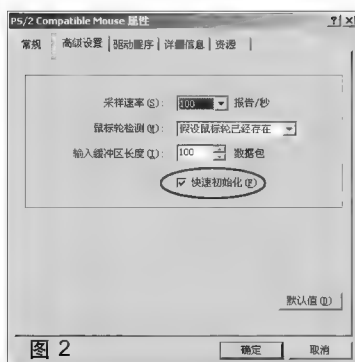 PS/2 Compatible Mouse 属性
常规 高级设置 驱动程序 详细信息 资源
采样速率(S): 100 报告/秒
鼠标轮检测(W): 假设鼠标轮已经存在
输入缓冲区长度(I): 100 数据包
快速初始化(F)
默认值(D)
图 2 确定 取消